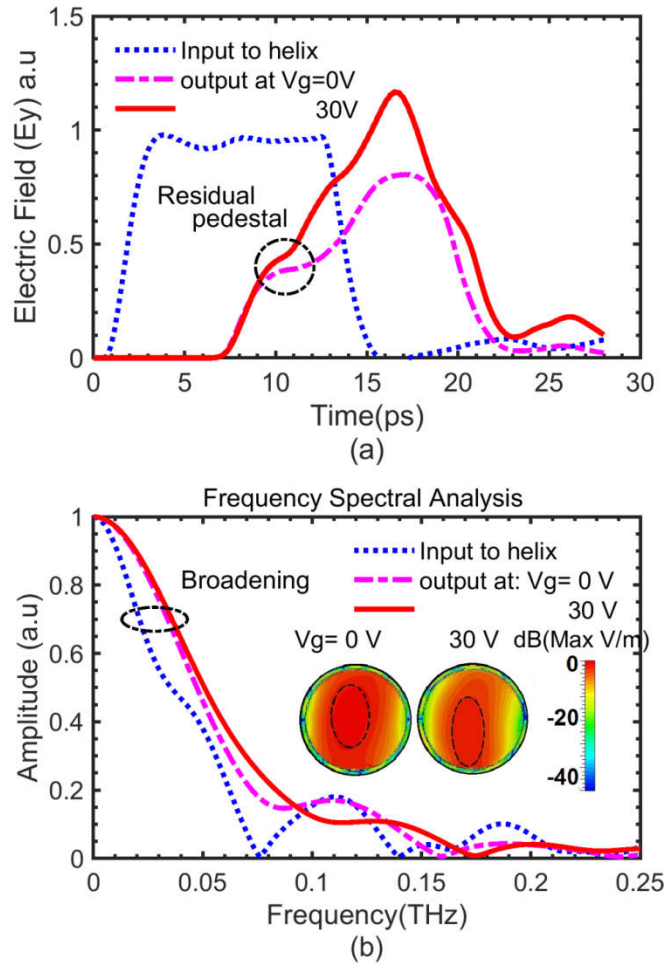 1.5
Input to helix
output at Vg=0V
30V
1
Residual
pedestal
0.5
0
Electric Field (Ey) a.u
0 5 10 15 20 25 30
Time(ps)
(a)
Frequency Spectral Analysis
1
Input to helix
Broadening
output at: Vg= 0 V
0.8
30 V
Vg= 0 V 30 V dB(Max V/m)
0.6
0
-20
0.4
-40
0.2
0
Amplitude (a.u)
0 0.05 0.1 0.15 0.2 0.25
Frequency(THz)
(b)